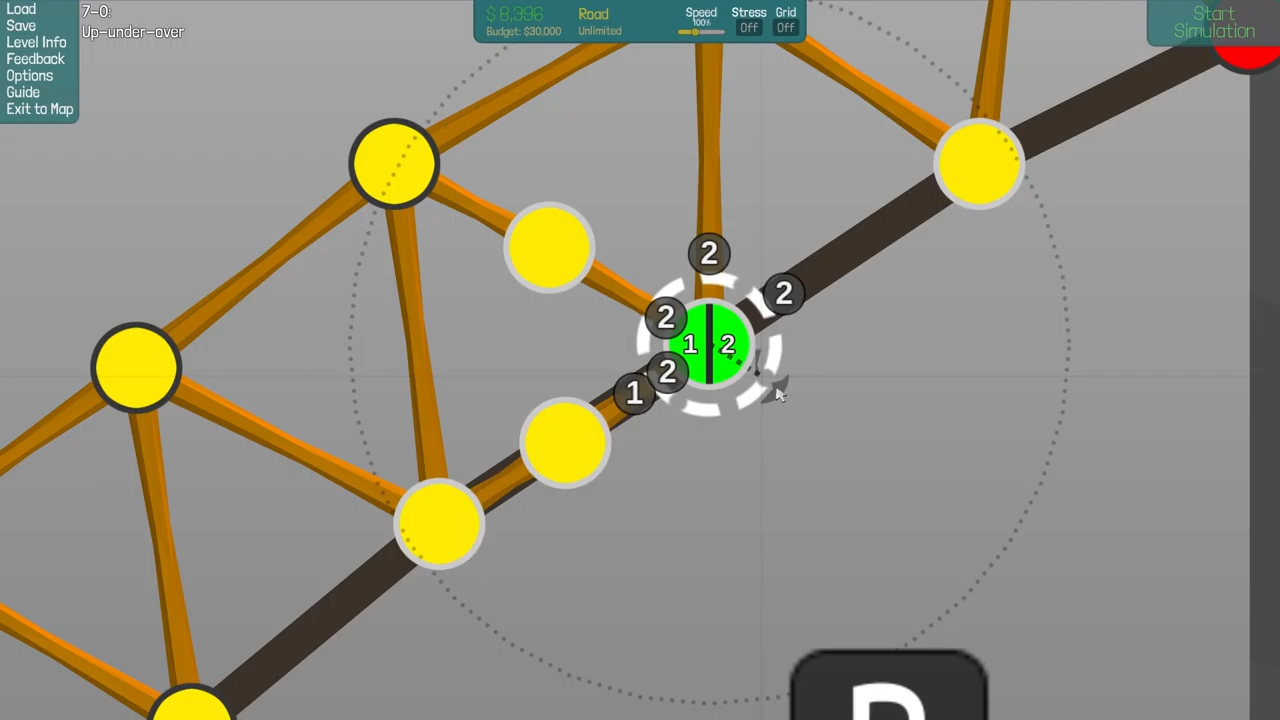 Load
Save
Level Info
Feedback
Options
Guide
Exit to Map
7-0:
Up-under-over
$ 8,396
Budget: $30,000
Road
Unlimited
Speed
100%
Stress
Off
Grid
Off
Start
Simulation
2
2
2
1 2
2
1